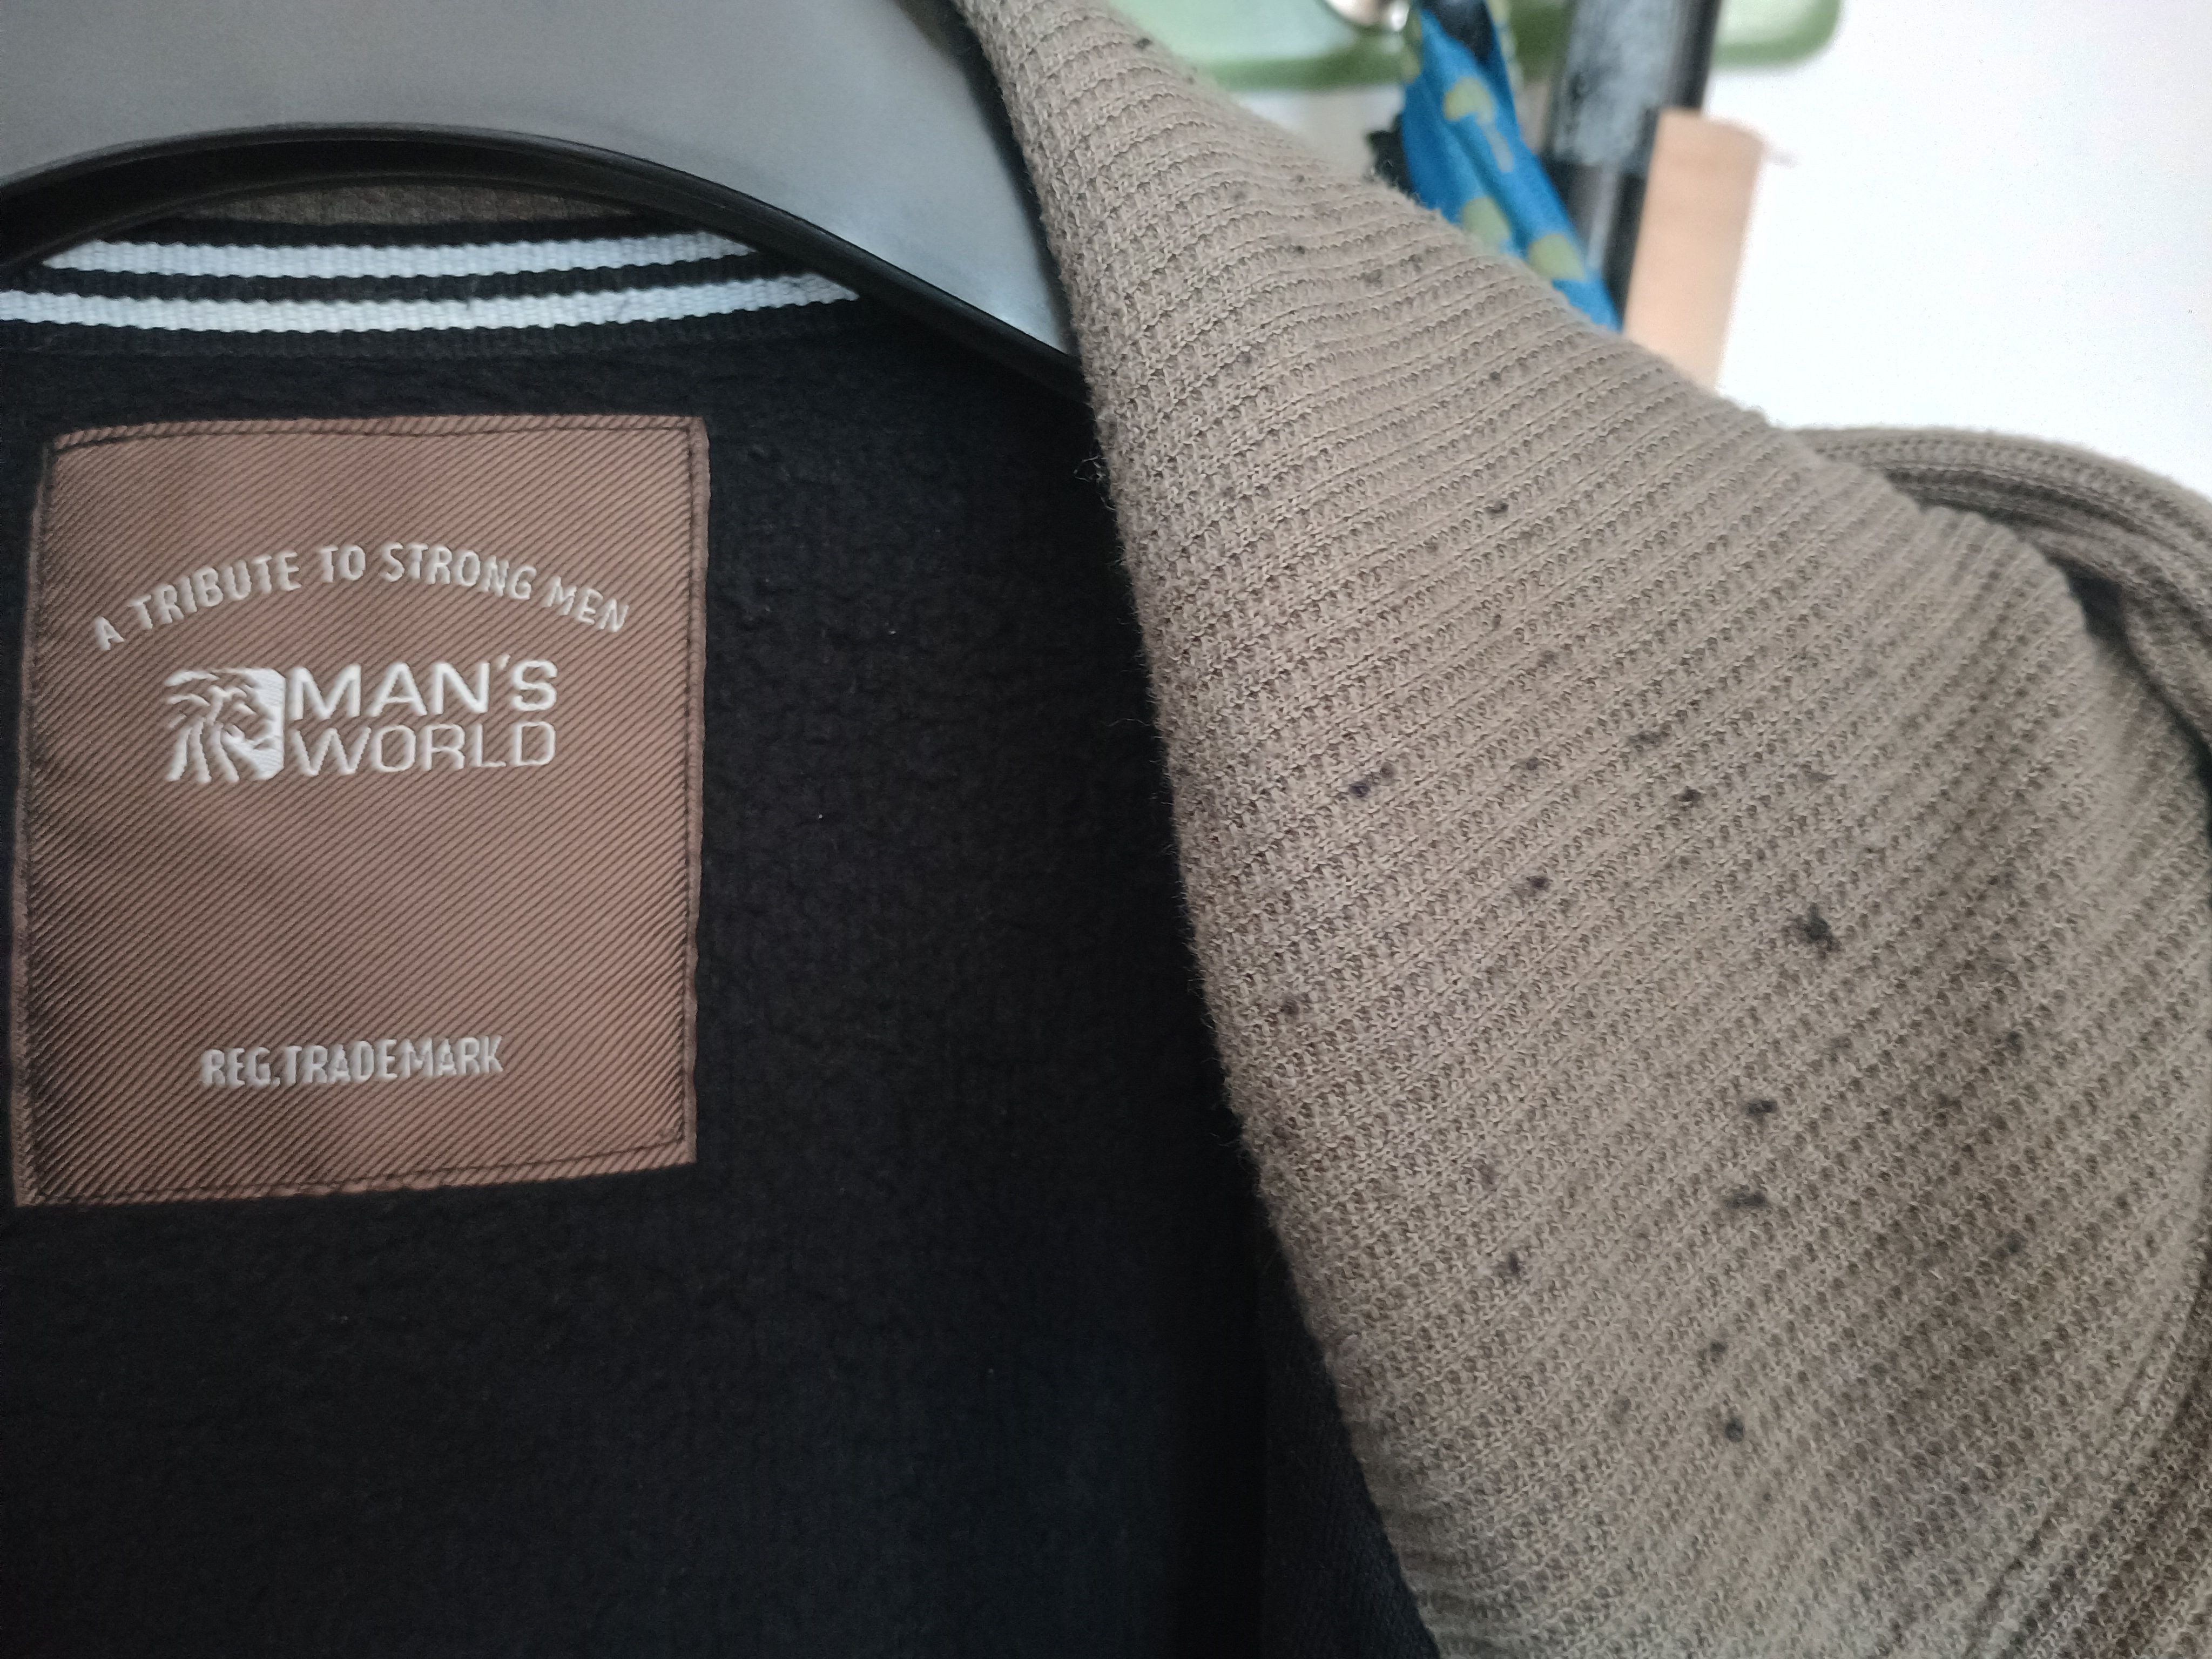 A TRIBUTE TO STRONG MEN
MAN'S
WORLD
REG.TRADEMARK